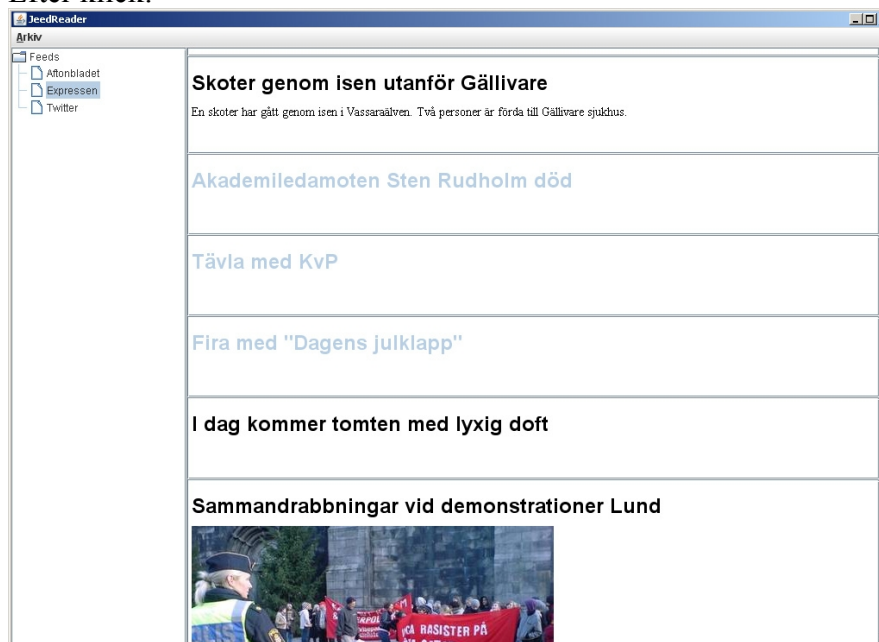 Efter klick:
JeedReader
Arkiv
Feeds
Aftonbladet
Expressen
Twitter
Skoter genom isen utanför Gällivare
En skoter har gått genom isen i Vassaraälven. Två personer är förda till Gällivare sjukhus.
Akademiledamoten Sten Rudholm död
Tävla med KvP
Fira med "Dagens julklapp"
I dag kommer tomten med lyxig doft
Sammandrabbningar vid demonstrationer Lund
RASISTER PÅ